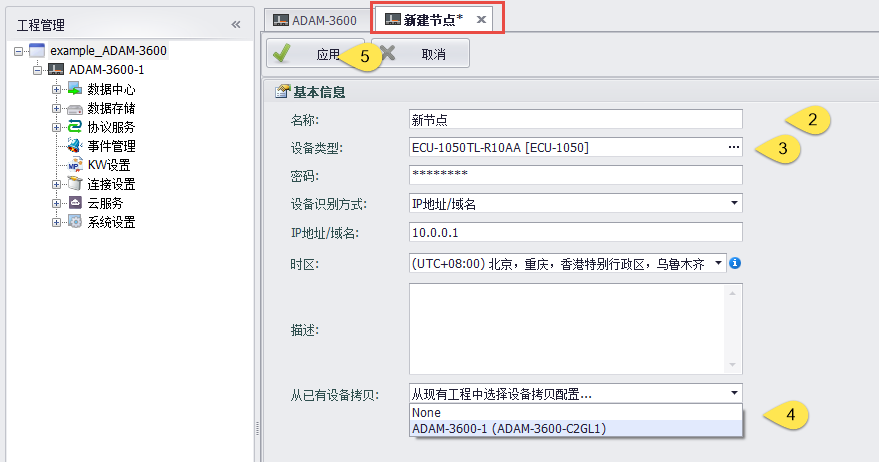 工程管理
example_ADAM-3600
ADAM-3600-1
数据中心
数据存储
协议服务
事件管理
KW设置
连接设置
云服务
系统设置
ADAM-3600
新建节点*
应用
5
取消
基本信息
名称:
新节点
2
设备类型:
ECU-1050TL-R10AA [ECU-1050]
...
3
密码:
********
设备识别方式:
IP地址/域名
IP地址/域名:
10.0.0.1
时区:
(UTC+08:00) 北京，重庆，香港特别行政区，乌鲁木齐
描述:
从已有设备拷贝:
从现有工程中选择设备拷贝配置...
None
ADAM-3600-1 (ADAM-3600-C2GL1)
4